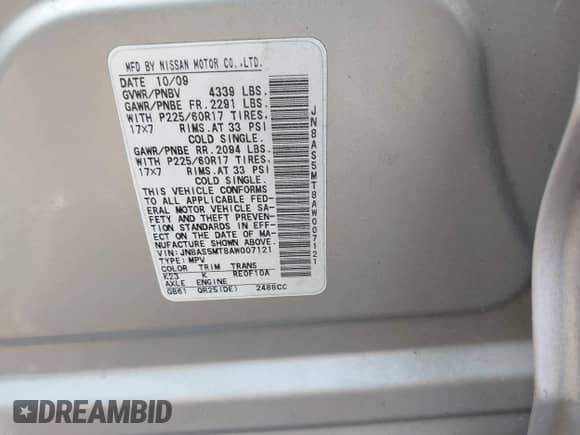 MFD BY NISSAN MOTOR CO.,LTD.
DATE 10/09
GVWR/PNBV 4339 LBS.
GAWR/PNBE FR. 2291 LBS.
WITH P225/60R17 TIRES.
17X7 RIMS. AT 33 PSI
COLD SINGLE.
GAWR/PNBE RR. 2094 LBS.
WITH P225/60R17 TIRES.
17X7 RIMS. AT 33 PSI
COLD SINGLE.
THIS VEHICLE CONFORMS
TO ALL APPLICABLE FED-
ERAL MOTOR VEHICLE SA-
FETY AND THEFT PREVEN-
TION STANDARDS IN EFF-
ECT ON THE DATE OF MA-
NUFACTURE SHOWN ABOVE.
VIN:JN8AS5MT8AW007121
TYPE:MPV
COLOR TRIM TRANS
K23 K RE0F10A
AXLE ENGINE
GB61 QR25(DE) 2488CC
JN8AS5MT8AW007121
DREAMBID